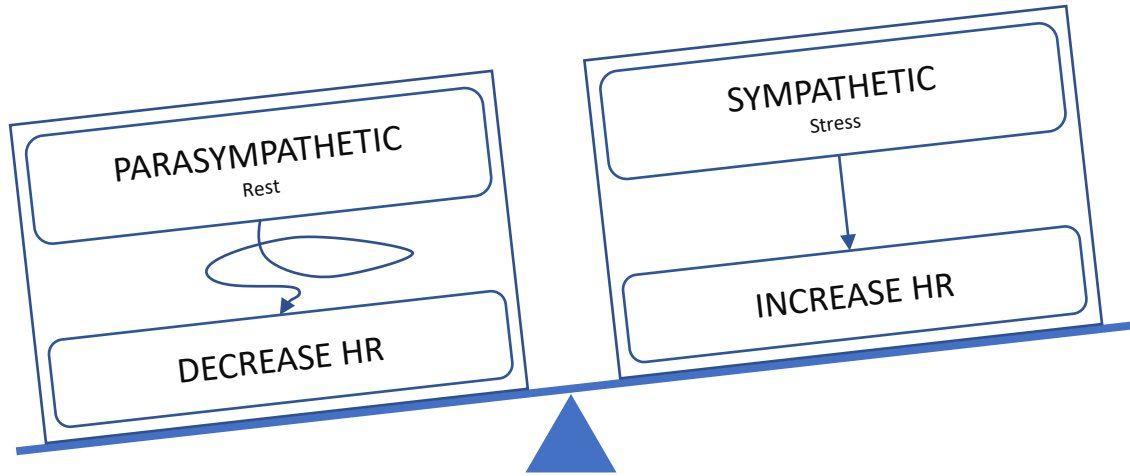 PARASYMPATHETIC
Rest
DECREASE HR
SYMPATHETIC
Stress
INCREASE HR